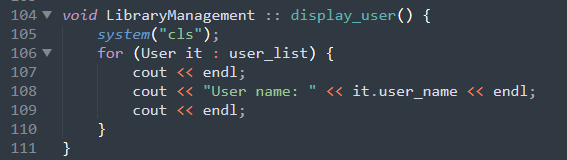 104 ▼ void LibraryManagement :: display_user() {
105 system("cls");
106 ▼ for (User it : user_list) {
107 cout << endl;
108 cout << "User name: " << it.user_name << endl;
109 cout << endl;
110 }
111 }